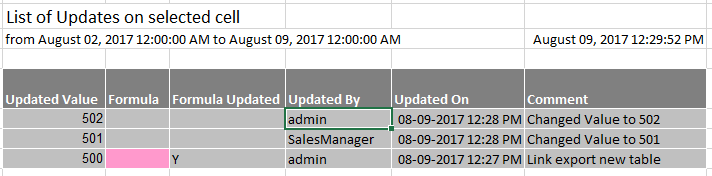 List of Updates on selected cell
from August 02, 2017 12:00:00 AM to August 09, 2017 12:00:00 AM August 09, 2017 12:29:52 PM
Updated Value Formula Formula Updated Updated By Updated On Comment
502 admin 08-09-2017 12:28 PM Changed Value to 502
501 SalesManager 08-09-2017 12:28 PM Changed Value to 501
500 Y admin 08-09-2017 12:27 PM Link export new table